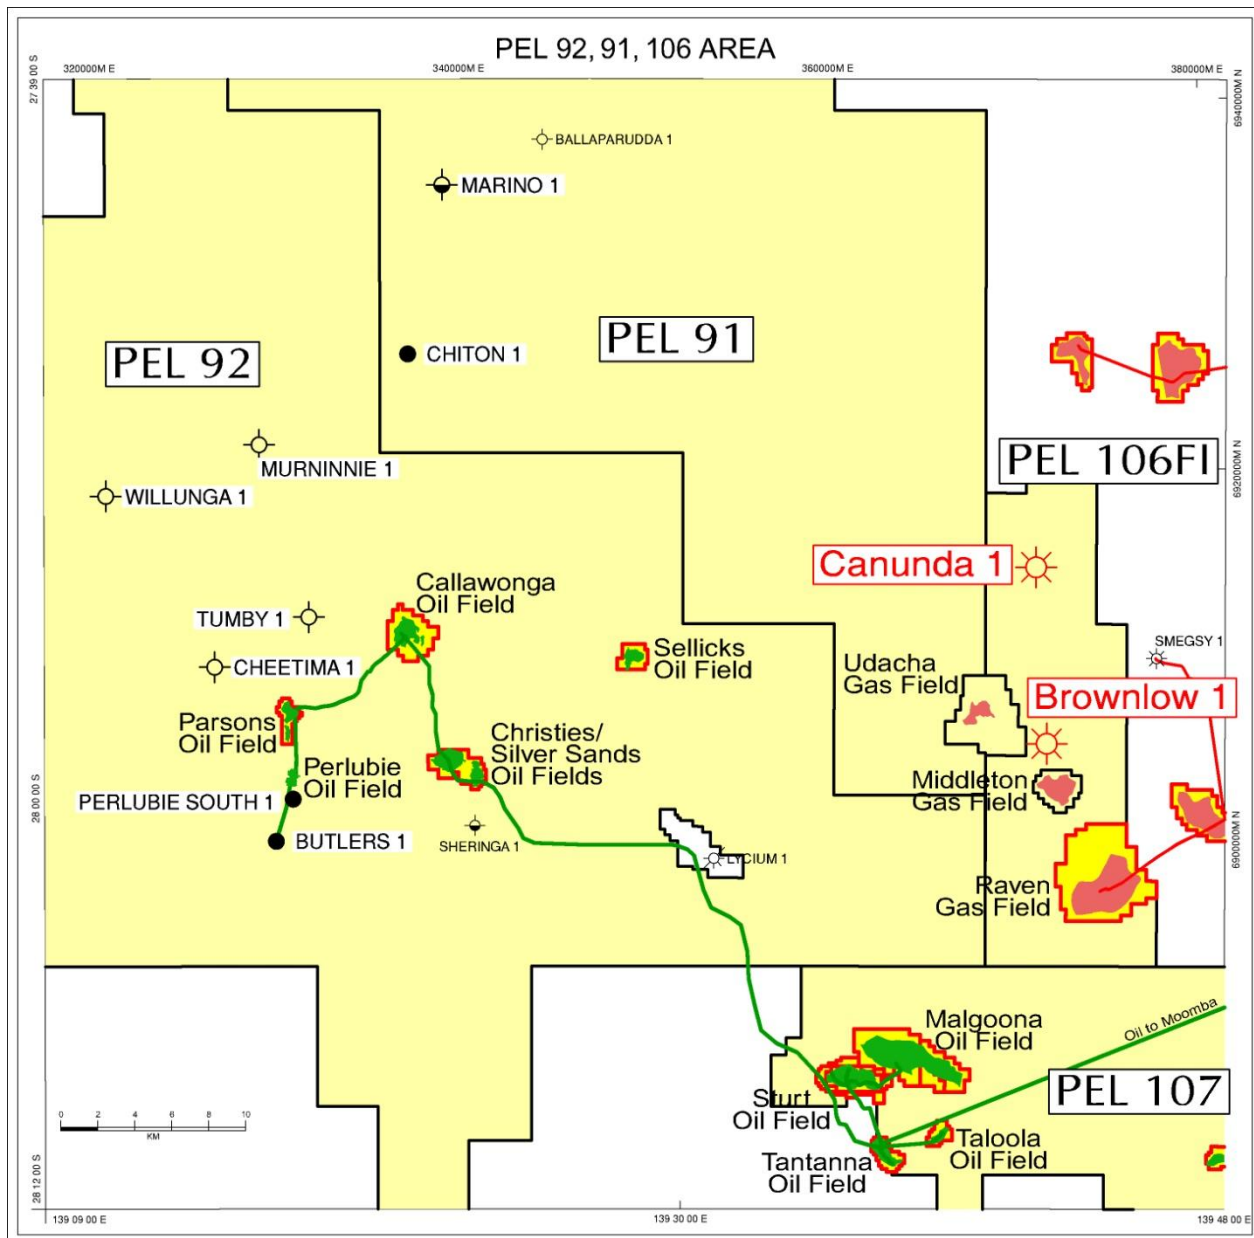 PEL 92, 91, 106 AREA
320000M E
340000M E
360000M E
380000M E
27 39 00 S
6940000M N
BALLAPARUDDA 1
MARINO 1
CHITON 1
PEL 91
PEL 92
MURNINNIE 1
WILLUNGA 1
PEL 106FI
6920000M N
Canunda 1
Callawonga
Oil Field
TUMBY 1
CHEETIMA 1
Sellicks
Oil Field
SMEGSY 1
Udacha
Gas Field
Brownlow 1
Parsons
Oil Field
Christies/
Silver Sands
Oil Fields
Perlubie
Oil Field
Middleton
Gas Field
28 00 00 S
PERLUBIE SOUTH 1
BUTLERS 1
SHERINGA 1
LYCIUM 1
6900000M N
Raven
Gas Field
Malgoona
Oil Field
Oil to Moomba
PEL 107
Sturt
Oil Field
0 2 4 6 8 10
KM
Taloola
Oil Field
Tantanna
Oil Field
28 12 00 S
139 09 00 E
139 30 00 E
139 48 00 E